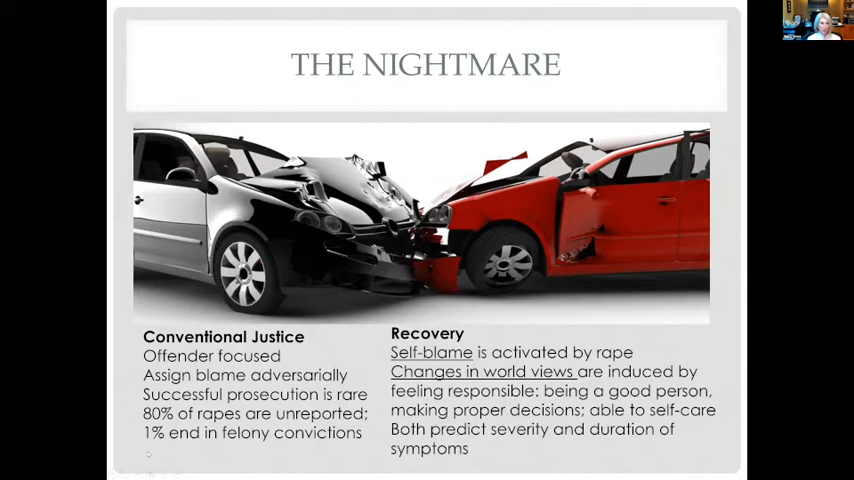 THE NIGHTMARE
Conventional Justice
Offender focused
Assign blame adversarially
Successful prosecution is rare
80% of rapes are unreported;
1% end in felony convictions
Recovery
Self-blame is activated by rape
Changes in world views are induced by
feeling responsible: being a good person,
making proper decisions; able to self-care
Both predict severity and duration of
symptoms